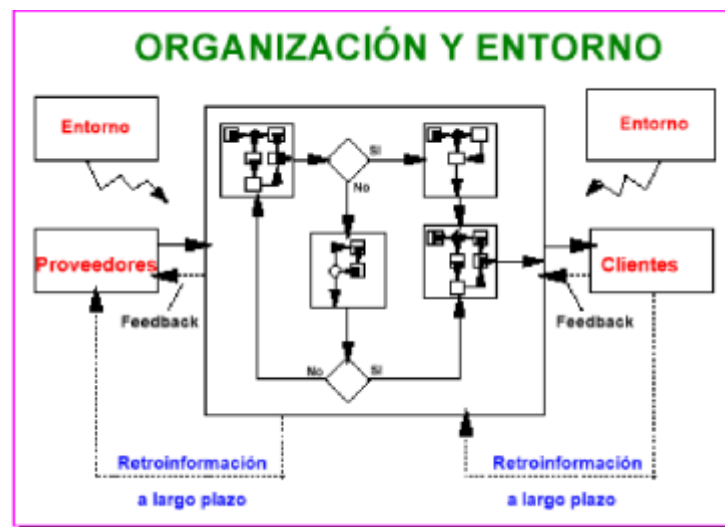 ORGANIZACIÓN Y ENTORNO
Entorno
Entorno
SI
No
Proveedores
Clientes
Feedback
Feedback
No
SI
Retroinformación
a largo plazo
Retroinformación
a largo plazo